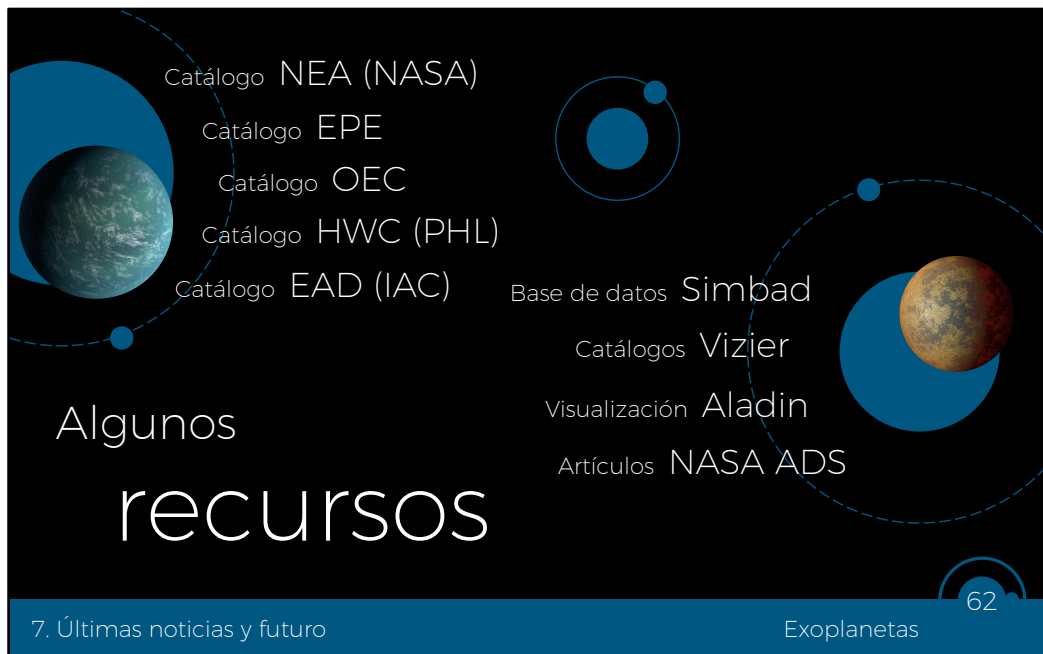 Catálogo NEA (NASA)
Catálogo EPE
Catálogo OEC
Catálogo HWC (PHL)
Catálogo EAD (IAC)
Base de datos Simbad
Catálogos Vizier
Visualización Aladin
Artículos NASA ADS
Algunos
recursos
62
7. Últimas noticias y futuro
Exoplanetas